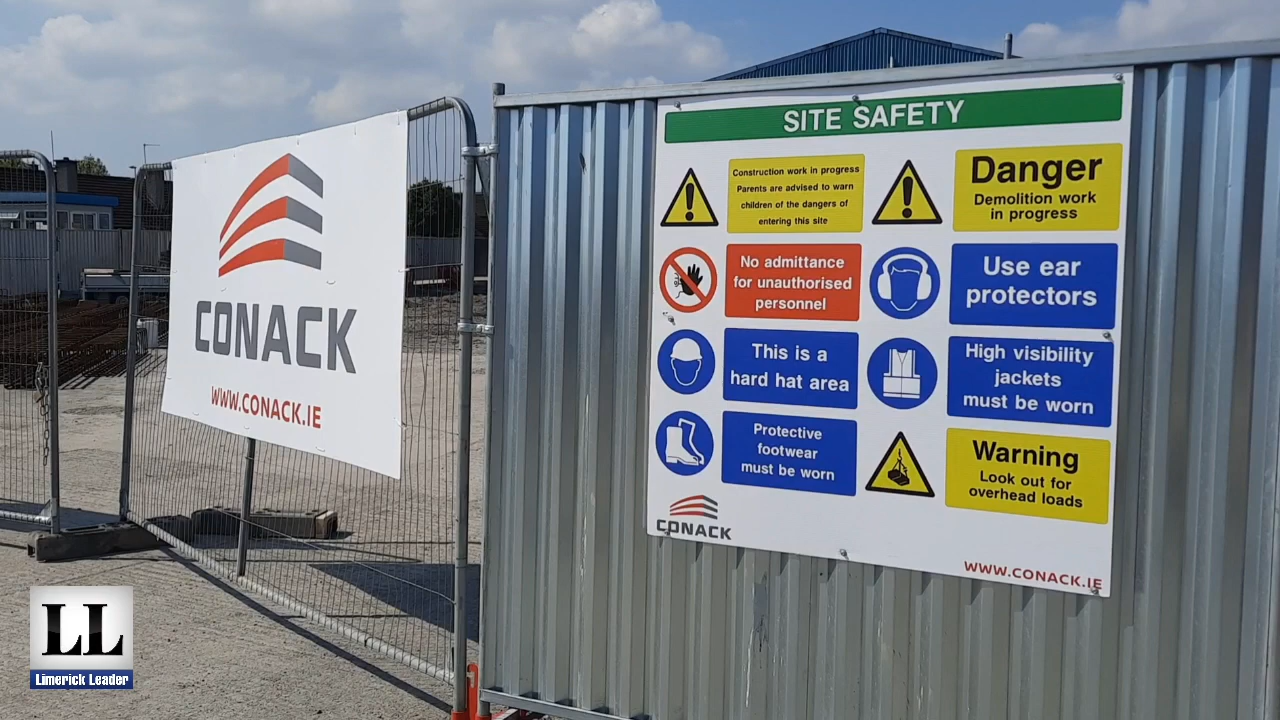 CONACK
WWW.CONACK.IE
SITE SAFETY
Construction work in progress
Parents are advised to warn
children of the dangers of
entering this site
Danger
Demolition work
in progress
No admittance
for unauthorised
personnel
Use ear
protectors
This is a
hard hat area
High visibility
jackets
must be worn
Protective
footwear
must be worn
Warning
Look out for
overhead loads
CONACK
WWW.CONACK.IE
LL
Limerick Leader